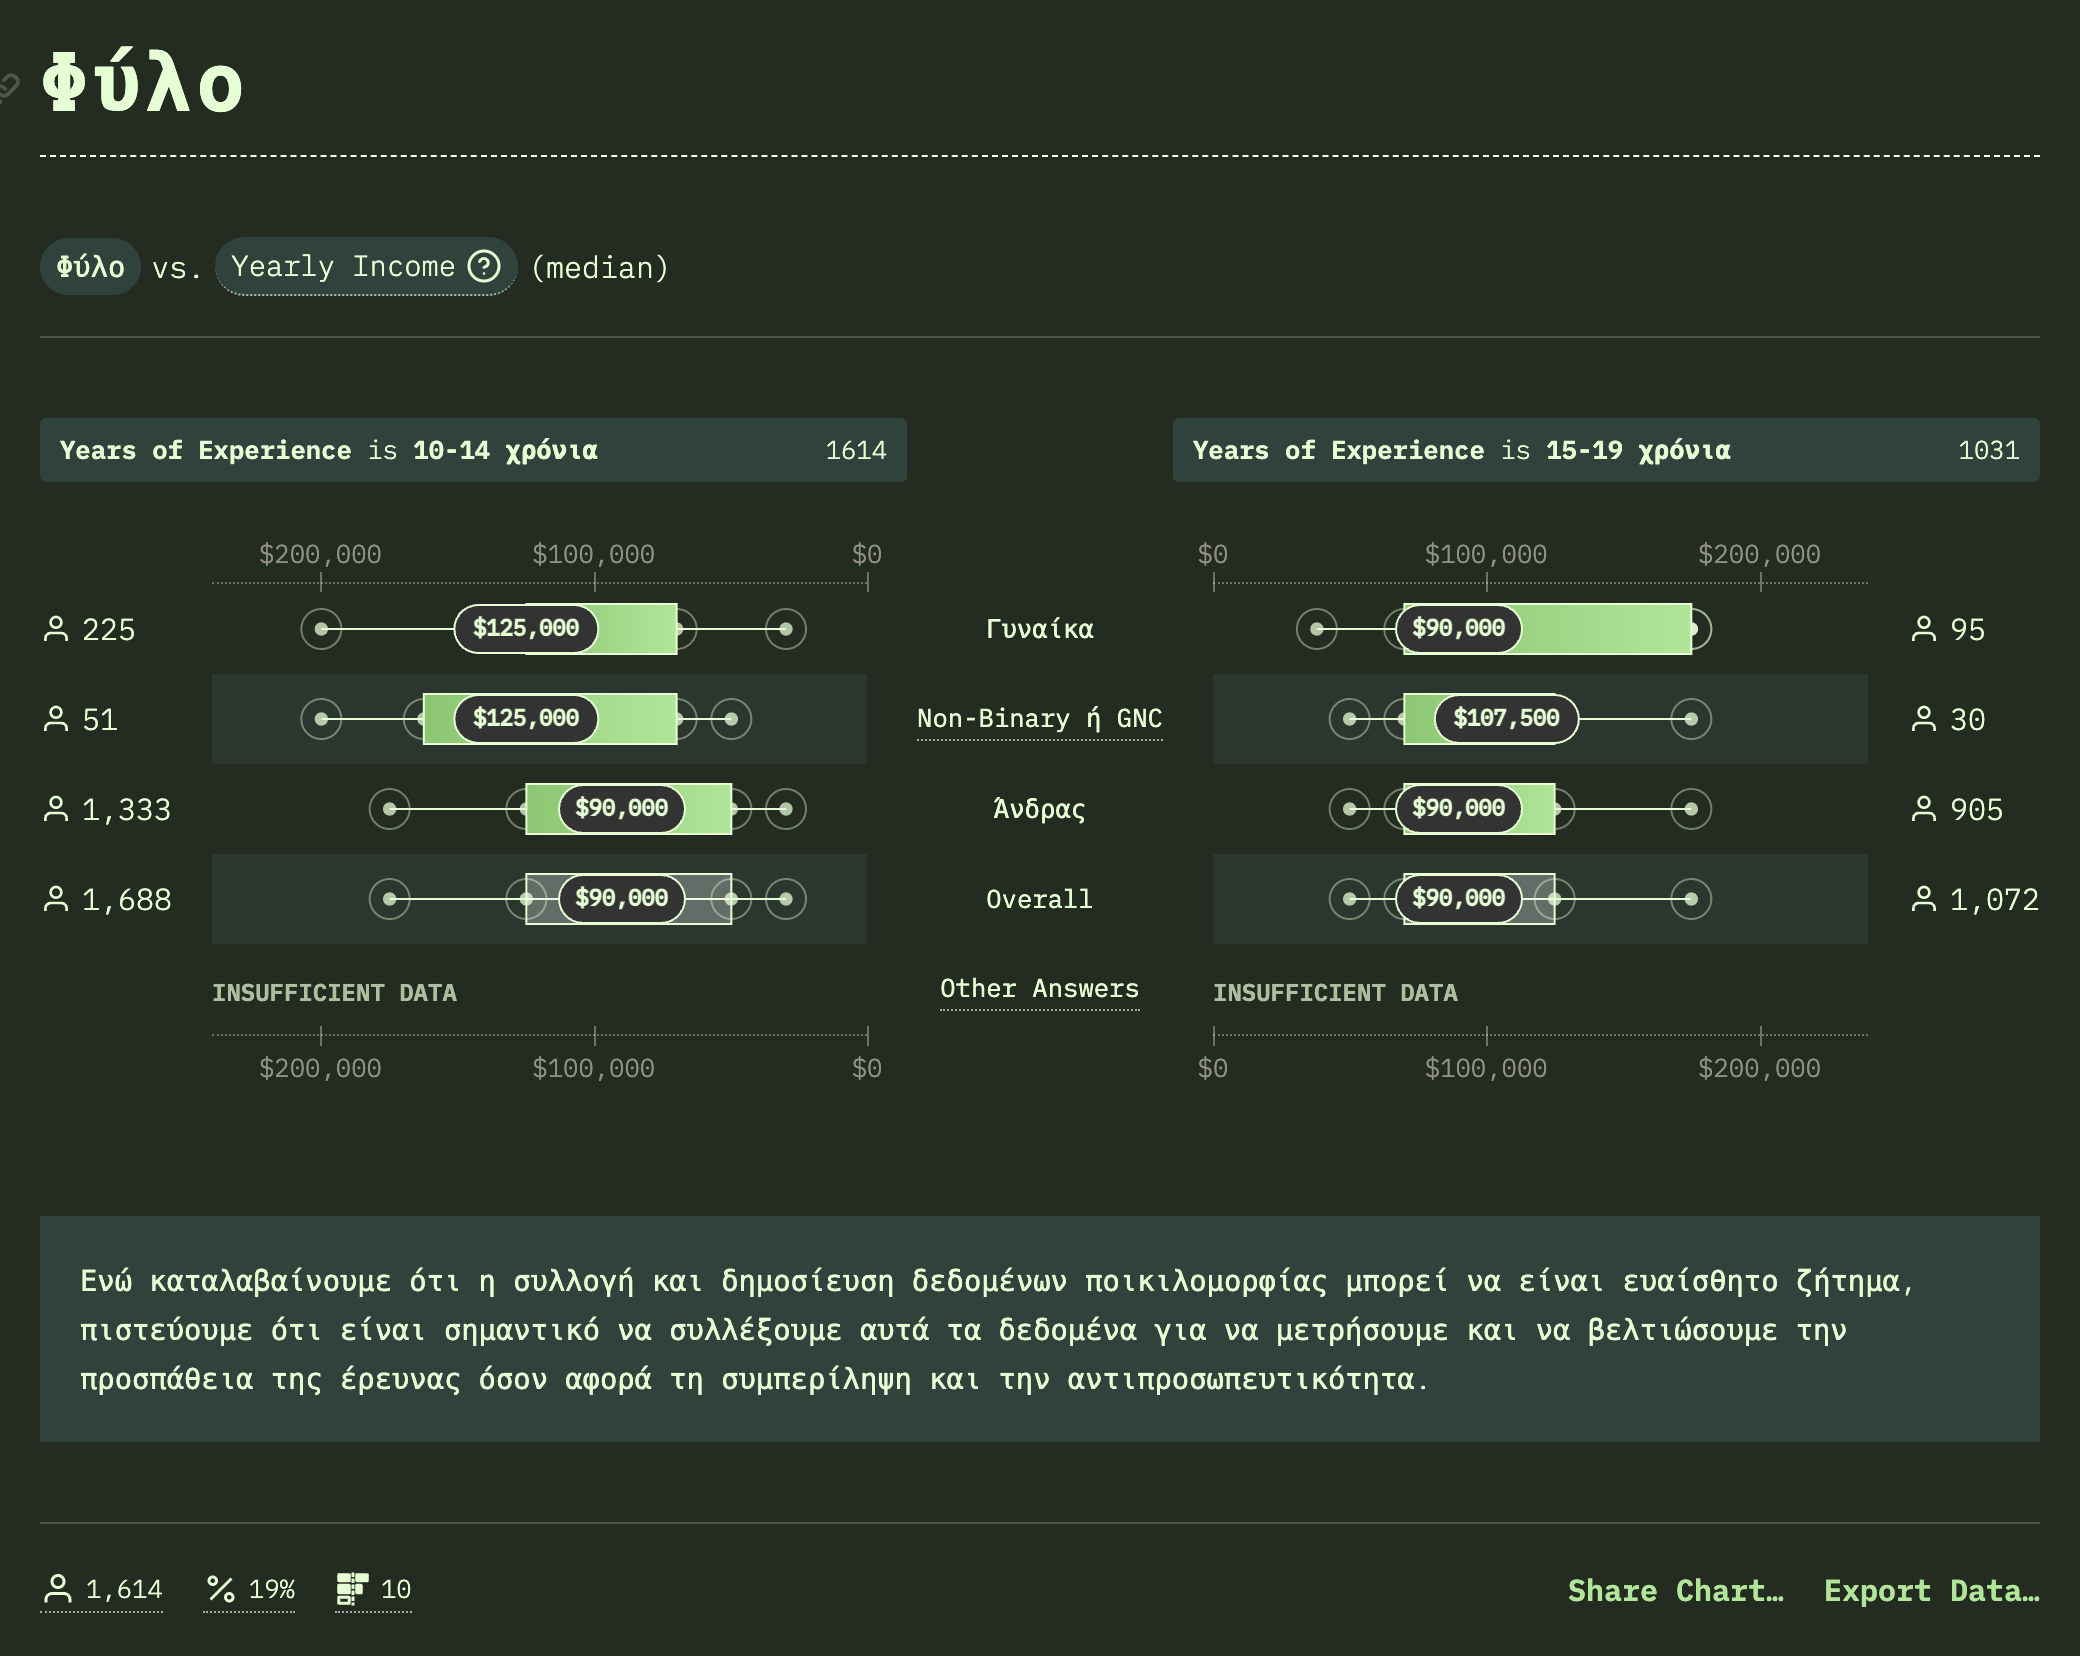 Φύλο
Φύλο vs. Yearly Income (median)
Years of Experience is 10-14 χρόνια 1614
Years of Experience is 15-19 χρόνια 1031
$200,000 $100,000 $0
$0 $100,000 $200,000
225 $125,000 Γυναίκα $90,000 95
51 $125,000 Non-Binary ή GNC $107,500 30
1,333 $90,000 Άνδρας $90,000 905
1,688 $90,000 Overall $90,000 1,072
INSUFFICIENT DATA Other Answers INSUFFICIENT DATA
$200,000 $100,000 $0
$0 $100,000 $200,000
Ενώ καταλαβαίνουμε ότι η συλλογή και δημοσίευση δεδομένων ποικιλομορφίας μπορεί να είναι ευαίσθητο ζήτημα,
πιστεύουμε ότι είναι σημαντικό να συλλέξουμε αυτά τα δεδομένα για να μετρήσουμε και να βελτιώσουμε την
προσπάθεια της έρευνας όσον αφορά τη συμπερίληψη και την αντιπροσωπευτικότητα.
1,614 19% 10 Share Chart… Export Data…